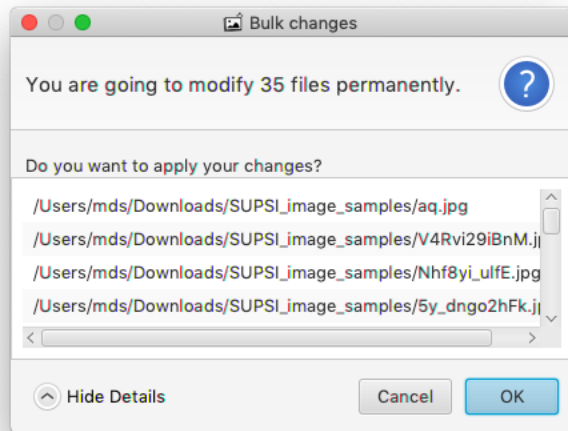 Bulk changes
You are going to modify 35 files permanently.
?
Do you want to apply your changes?
/Users/mds/Downloads/SUPSI_image_samples/aq.jpg
/Users/mds/Downloads/SUPSI_image_samples/V4Rvi29iBnM.j
/Users/mds/Downloads/SUPSI_image_samples/Nhf8yi_ulfE.jpg
/Users/mds/Downloads/SUPSI_image_samples/5y_dngo2hFk.j
Hide Details
Cancel
OK